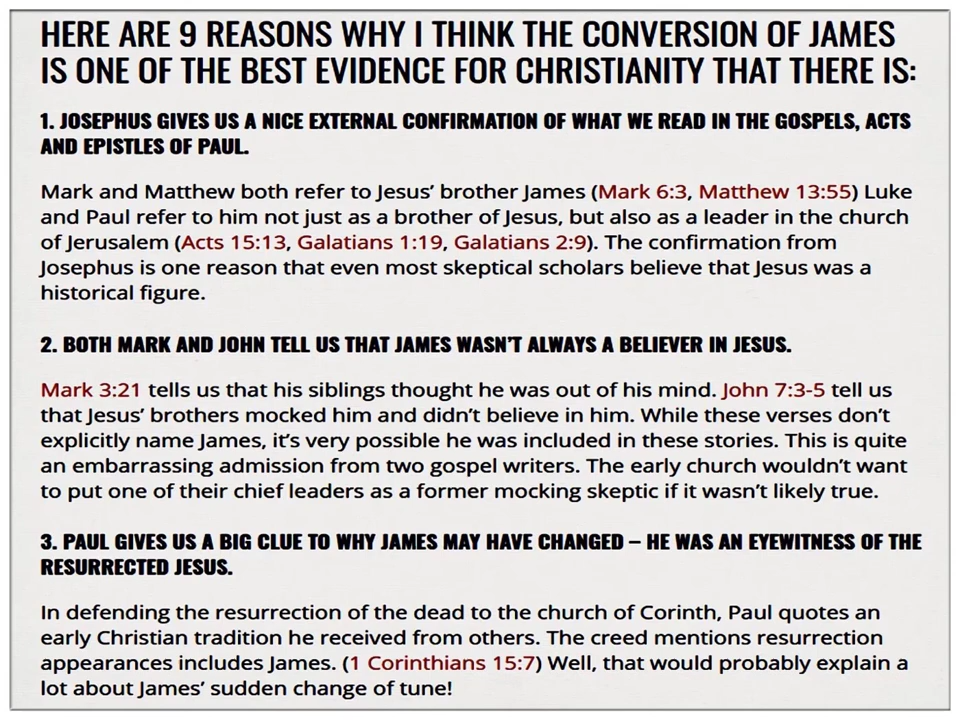 HERE ARE 9 REASONS WHY I THINK THE CONVERSION OF JAMES
IS ONE OF THE BEST EVIDENCE FOR CHRISTIANITY THAT THERE IS:
1. JOSEPHUS GIVES US A NICE EXTERNAL CONFIRMATION OF WHAT WE READ IN THE GOSPELS, ACTS
AND EPISTLES OF PAUL.
Mark and Matthew both refer to Jesus' brother James (Mark 6:3, Matthew 13:55) Luke
and Paul refer to him not just as a brother of Jesus, but also as a leader in the church
of Jerusalem (Acts 15:13, Galatians 1:19, Galatians 2:9). The confirmation from
Josephus is one reason that even most skeptical scholars believe that Jesus was a
historical figure.
2. BOTH MARK AND JOHN TELL US THAT JAMES WASN'T ALWAYS A BELIEVER IN JESUS.
Mark 3:21 tells us that his siblings thought he was out of his mind. John 7:3-5 tell us
that Jesus' brothers mocked him and didn't believe in him. While these verses don't
explicitly name James, it's very possible he was included in these stories. This is quite
an embarrassing admission from two gospel writers. The early church wouldn't want
to put one of their chief leaders as a former mocking skeptic if it wasn't likely true.
3. PAUL GIVES US A BIG CLUE TO WHY JAMES MAY HAVE CHANGED – HE WAS AN EYEWITNESS OF THE
RESURRECTED JESUS.
In defending the resurrection of the dead to the church of Corinth, Paul quotes an
early Christian tradition he received from others. The creed mentions resurrection
appearances includes James. (1 Corinthians 15:7) Well, that would probably explain a
lot about James' sudden change of tune!